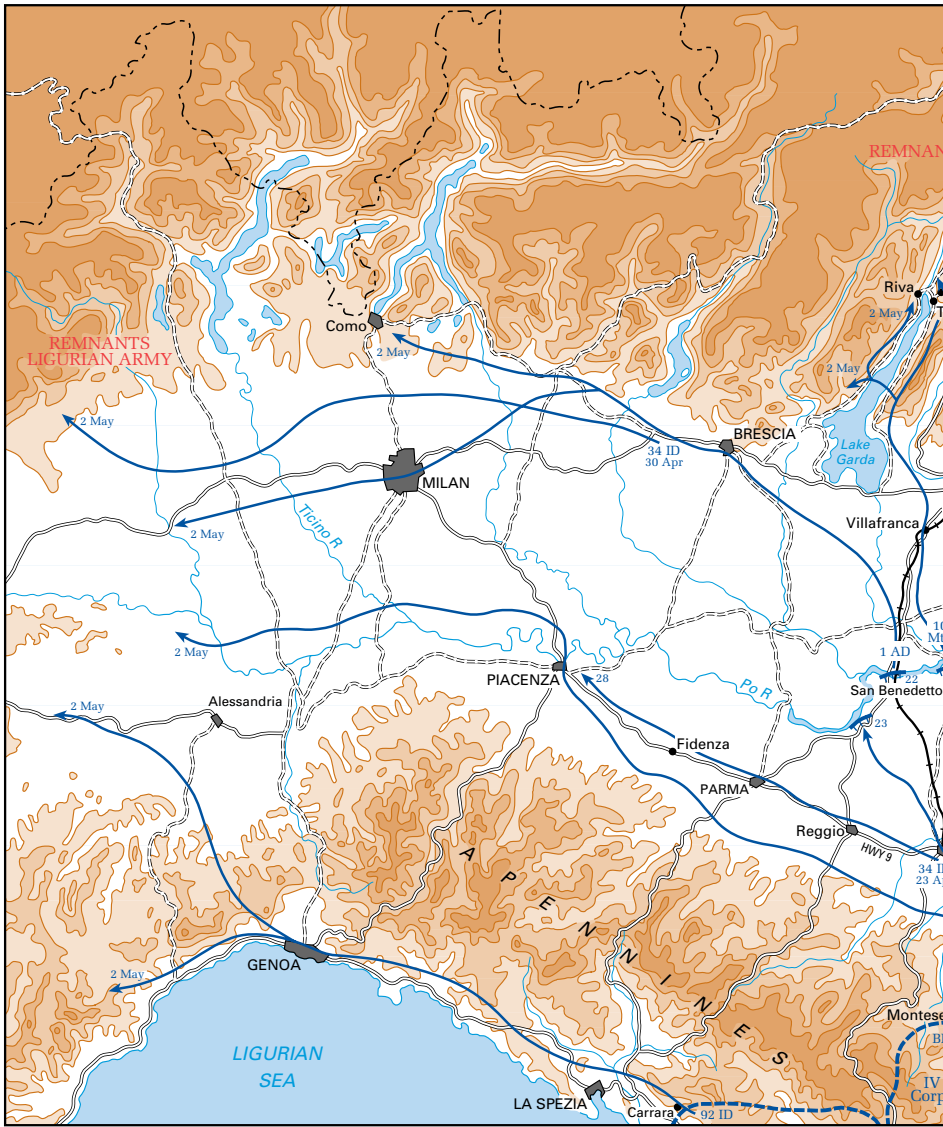 REMNAN
Riva
2 May
T
Como
2 May
REMNANTS
LIGURIAN ARMY
2 May
2 May
BRESCIA
34 ID
30 Apr
Lake
Garda
MILAN
Ticino R
2 May
Villafranca
2 May
10
Mt
1 AD
PIACENZA
28
22
Po R
San Benedetto
Alessandria
2 May
23
Fidenza
PARMA
Reggio
HWY 9
34 I
23 A
A P E N N I N E S
GENOA
2 May
Montese
LIGURIAN
SEA
IV
Corp
LA SPEZIA
Carrara
92 ID